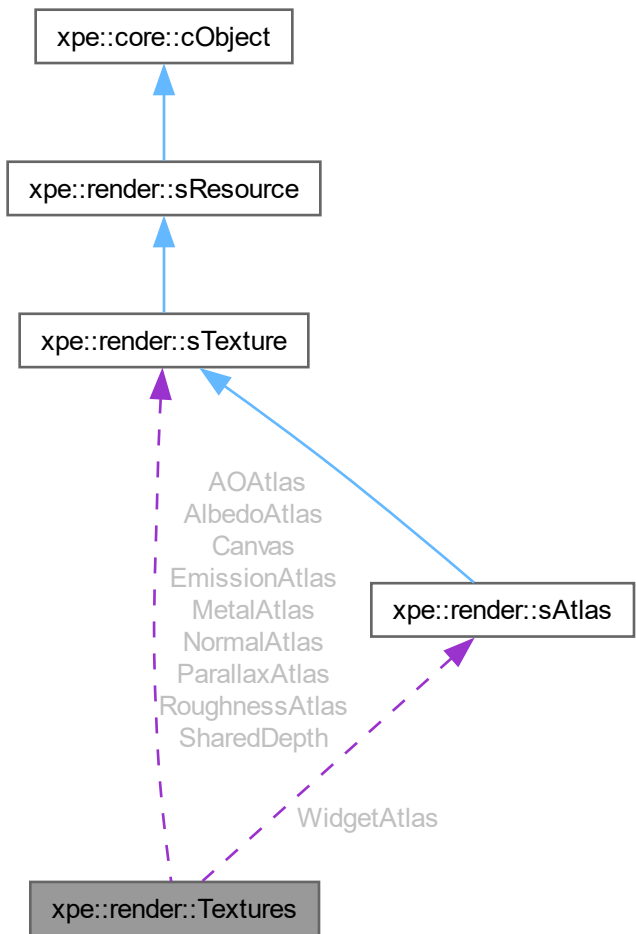 xpe::core::cObject
xpe::render::sResource
xpe::render::sTexture
AOAtlas
AlbedoAtlas
Canvas
EmissionAtlas
MetalAtlas
NormalAtlas
ParallaxAtlas
RoughnessAtlas
SharedDepth
xpe::render::sAtlas
WidgetAtlas
xpe::render::Textures